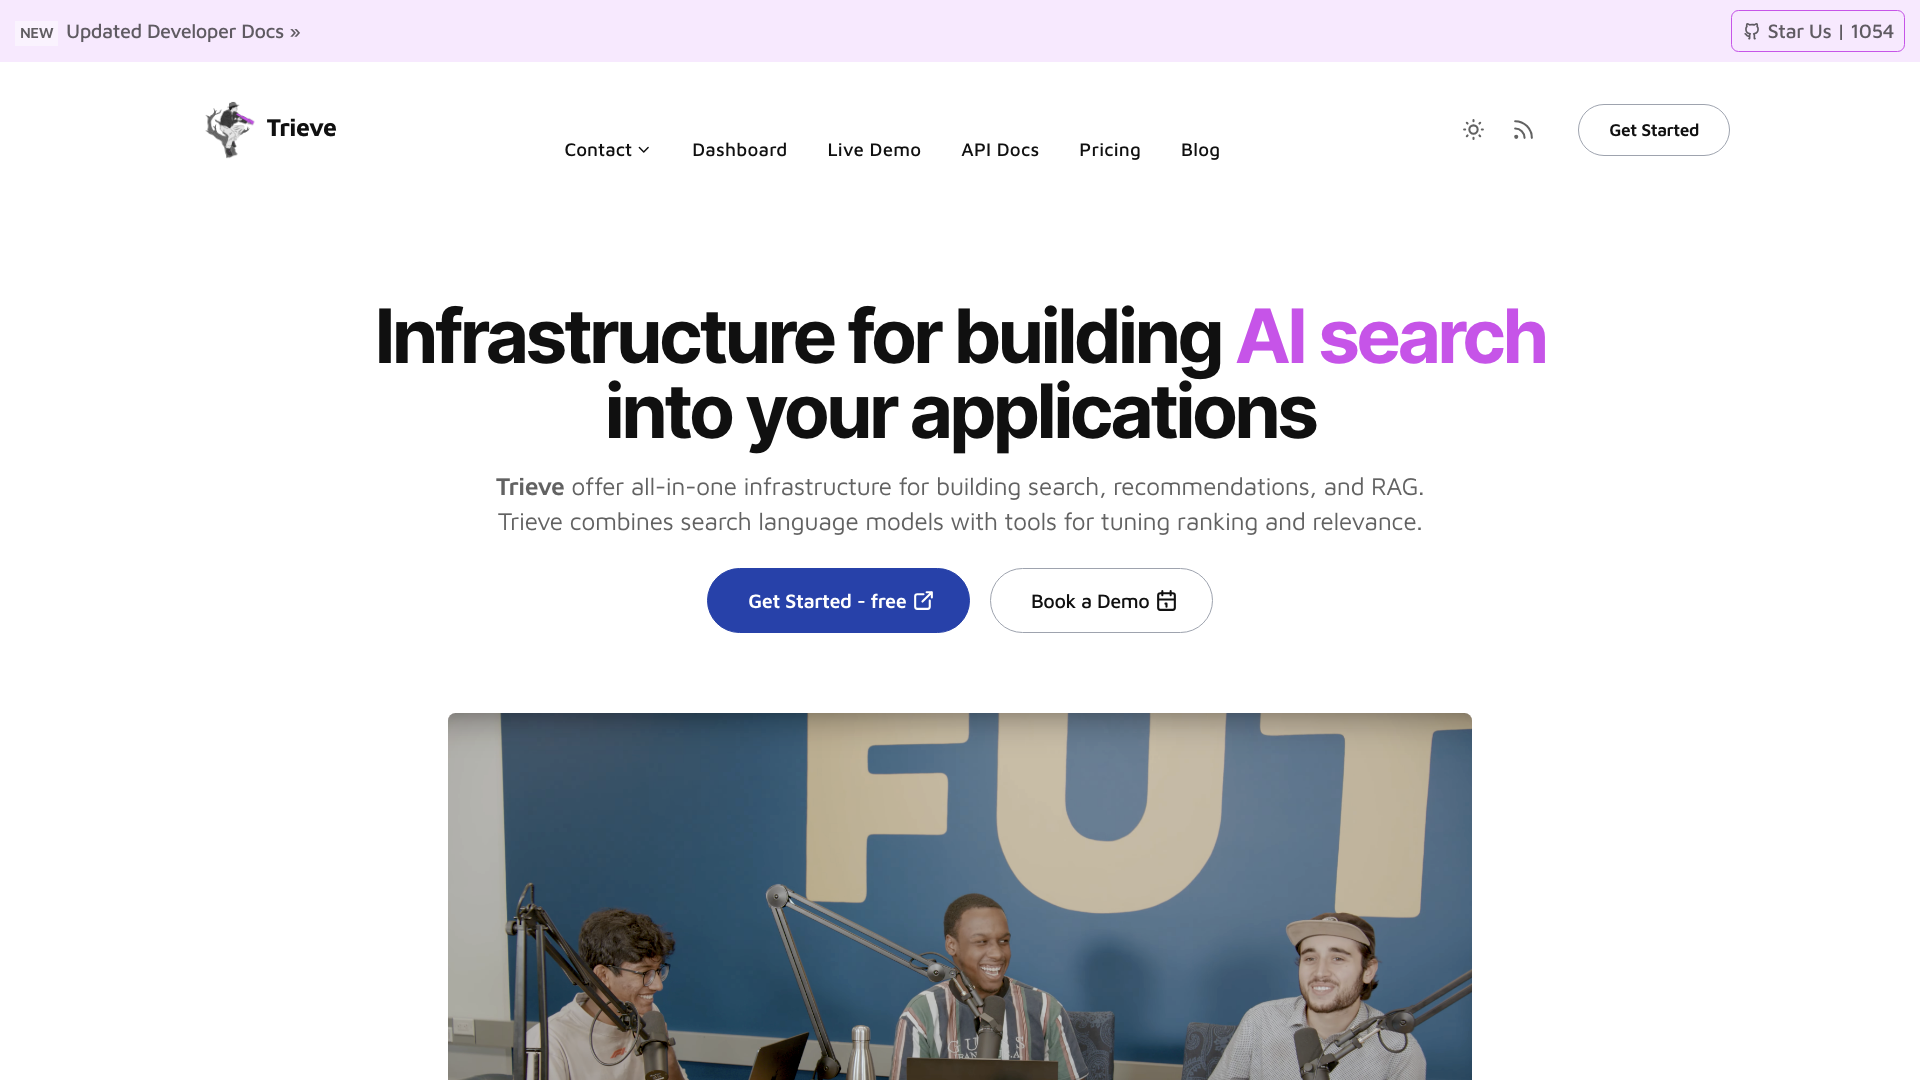 NEW Updated Developer Docs »
Star Us | 1054
Trieve
Contact
Dashboard
Live Demo
API Docs
Pricing
Blog
Get Started
Infrastructure for building AI search
into your applications
Trieve offer all-in-one infrastructure for building search, recommendations, and RAG.
Trieve combines search language models with tools for tuning ranking and relevance.
Get Started - free
Book a Demo
FUT